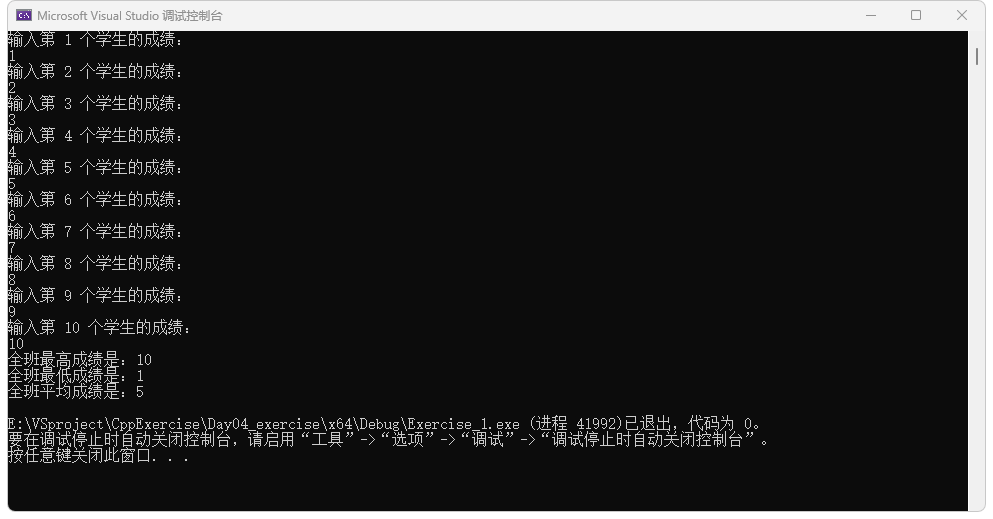 Microsoft Visual Studio 调试控制台
输入第 1 个学生的成绩：
1
输入第 2 个学生的成绩：
2
输入第 3 个学生的成绩：
3
输入第 4 个学生的成绩：
4
输入第 5 个学生的成绩：
5
输入第 6 个学生的成绩：
6
输入第 7 个学生的成绩：
7
输入第 8 个学生的成绩：
8
输入第 9 个学生的成绩：
9
输入第 10 个学生的成绩：
10
全班最高成绩是：10
全班最低成绩是：1
全班平均成绩是：5
E:\VSproject\CppExercise\Day04_exercise\x64\Debug\Exercise_1.exe (进程 41992)已退出，代码为 0。
要在调试停止时自动关闭控制台，请启用“工具”->“选项”->“调试”->“调试停止时自动关闭控制台”。
按任意键关闭此窗口. . .